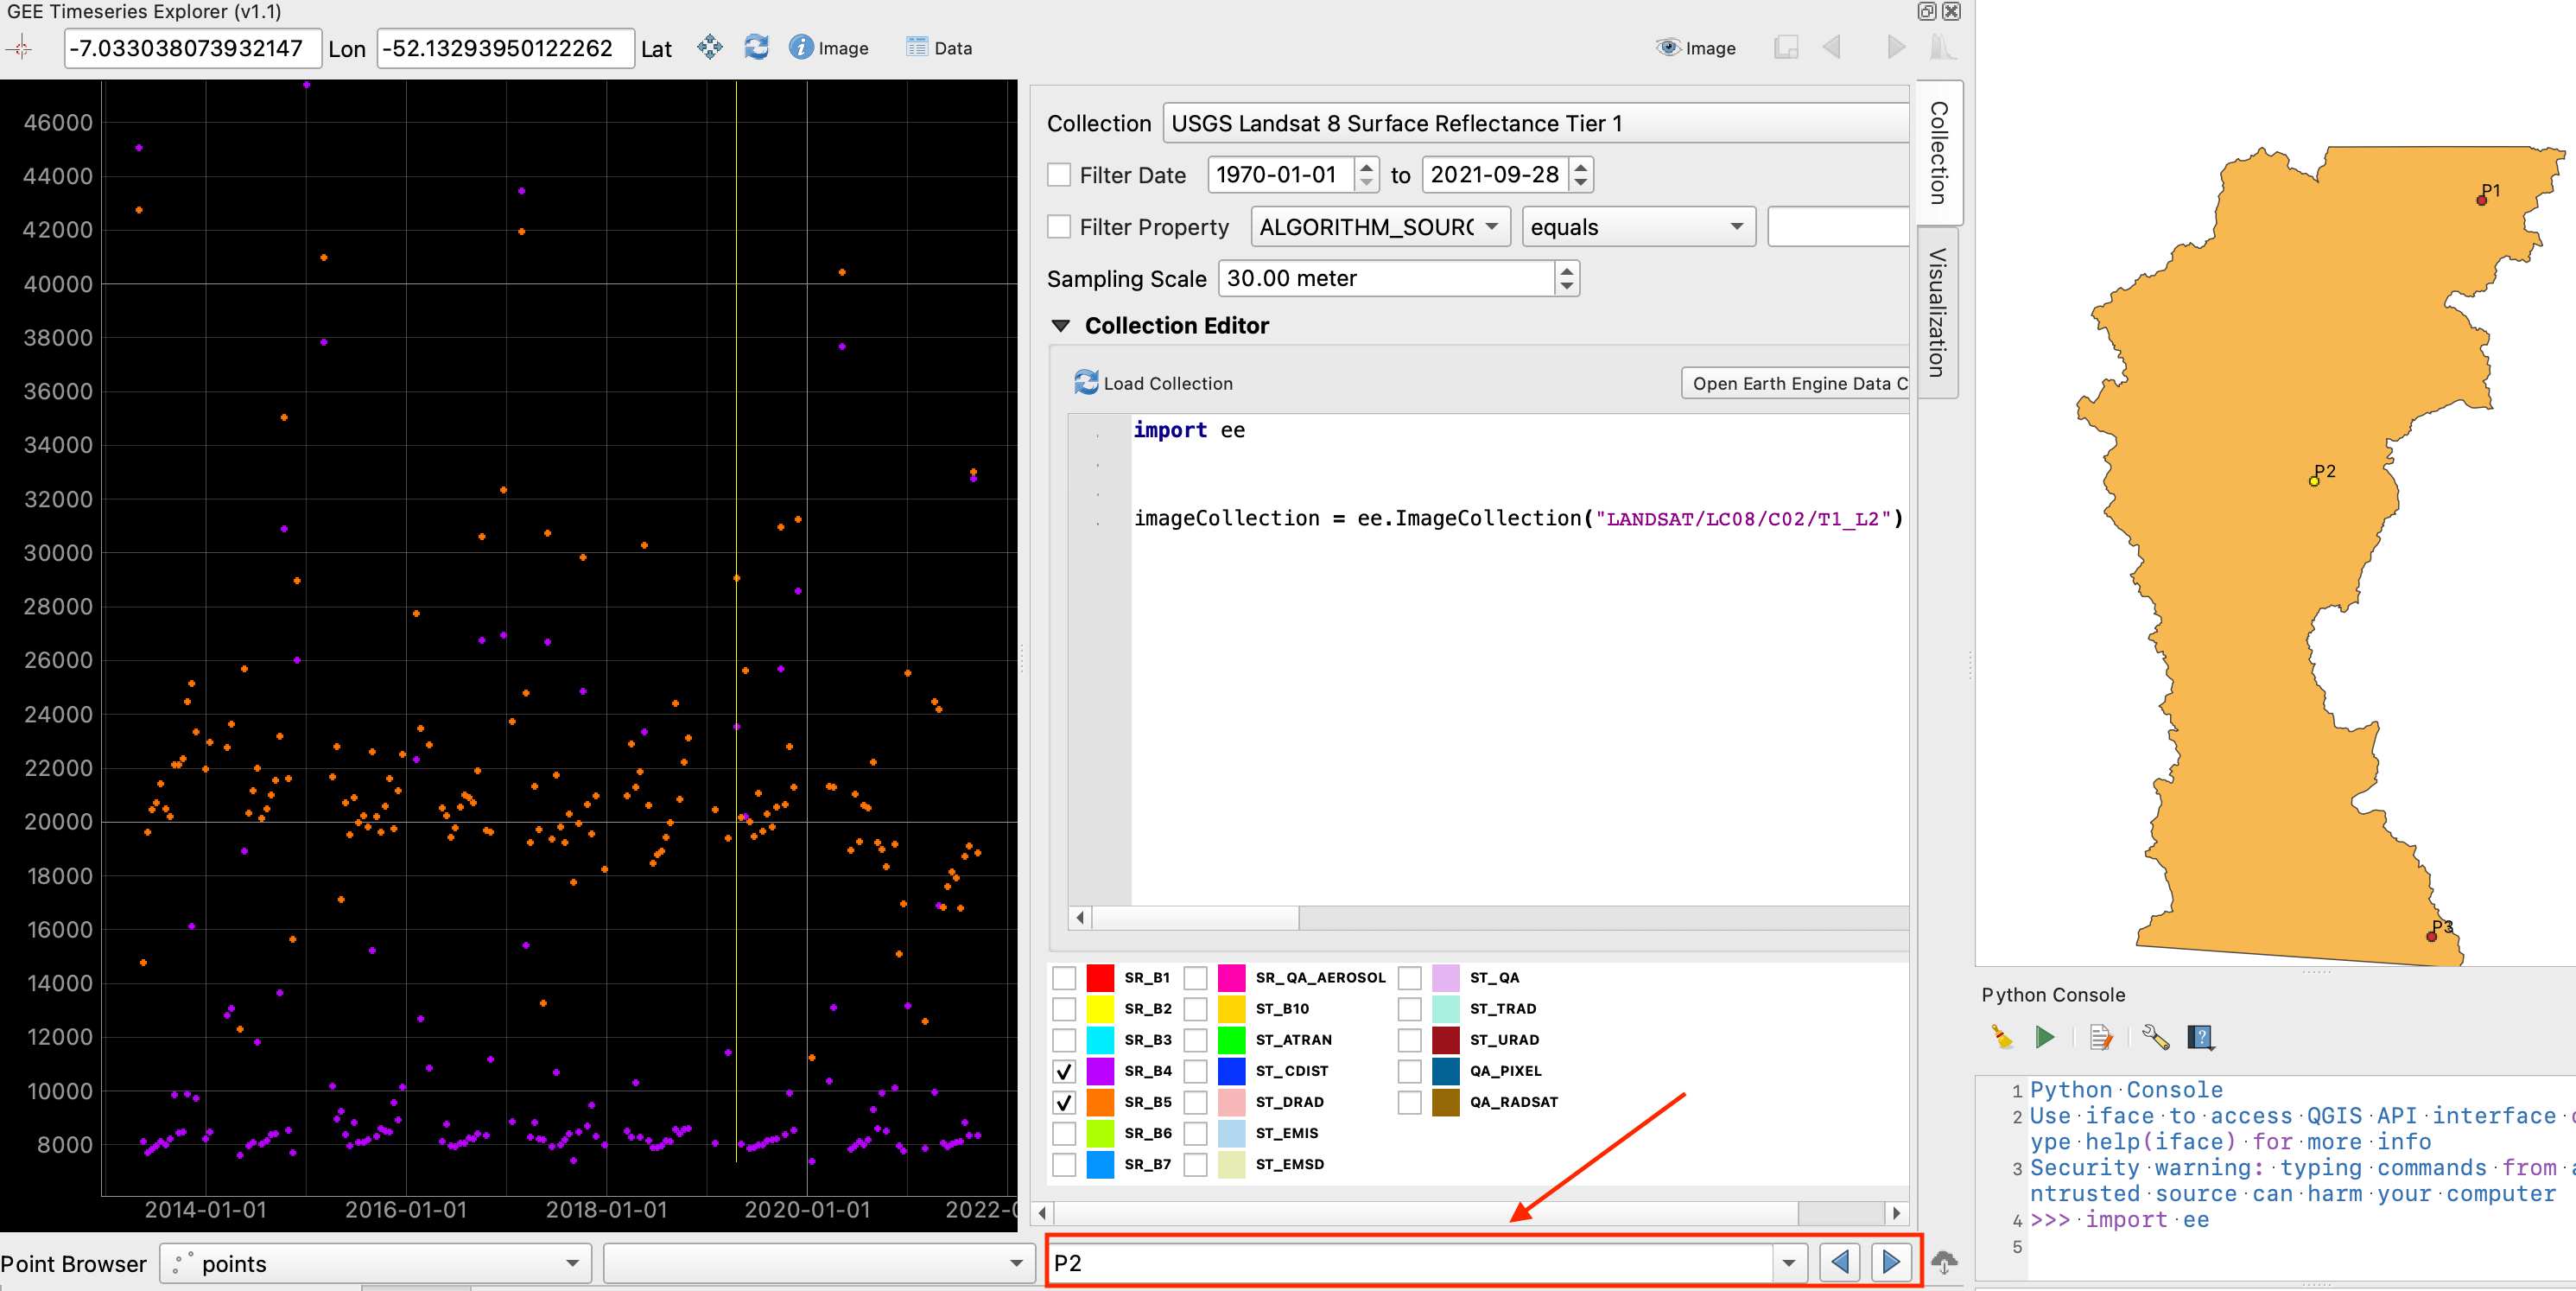 GEE Timeseries Explorer (v1.1)
-7.033038073932147 Lon -52.13293950122262 Lat Image Data Image
46000
44000
42000
40000
38000
36000
34000
32000
30000
28000
26000
24000
22000
20000
18000
16000
14000
12000
10000
8000
2014-01-01 2016-01-01 2018-01-01 2020-01-01 2022-0
Collection USGS Landsat 8 Surface Reflectance Tier 1
Filter Date 1970-01-01 to 2021-09-28
Filter Property ALGORITHM_SOURC equals
Sampling Scale 30.00 meter
Collection Editor
Load Collection Open Earth Engine Data C
import ee
imageCollection = ee.ImageCollection("LANDSAT/LC08/C02/T1_L2")
SR_B1 SR_QA_AEROSOL ST_QA
SR_B2 ST_B10 ST_TRAD
SR_B3 ST_ATRAN ST_URAD
SR_B4 ST_CDIST QA_PIXEL
SR_B5 ST_DRAD QA_RADSAT
SR_B6 ST_EMIS
SR_B7 ST_EMSD
Collection
Visualization
Point Browser points P2
P1
P2
P3
Python Console
1 Python·Console
2 Use·iface·to·access·QGIS·API·interface
ype·help(iface)·for·more·info
3 Security·warning:·typing·commands·from·a
ntrusted·source·can·harm·your·computer
4 >>>·import·ee
5